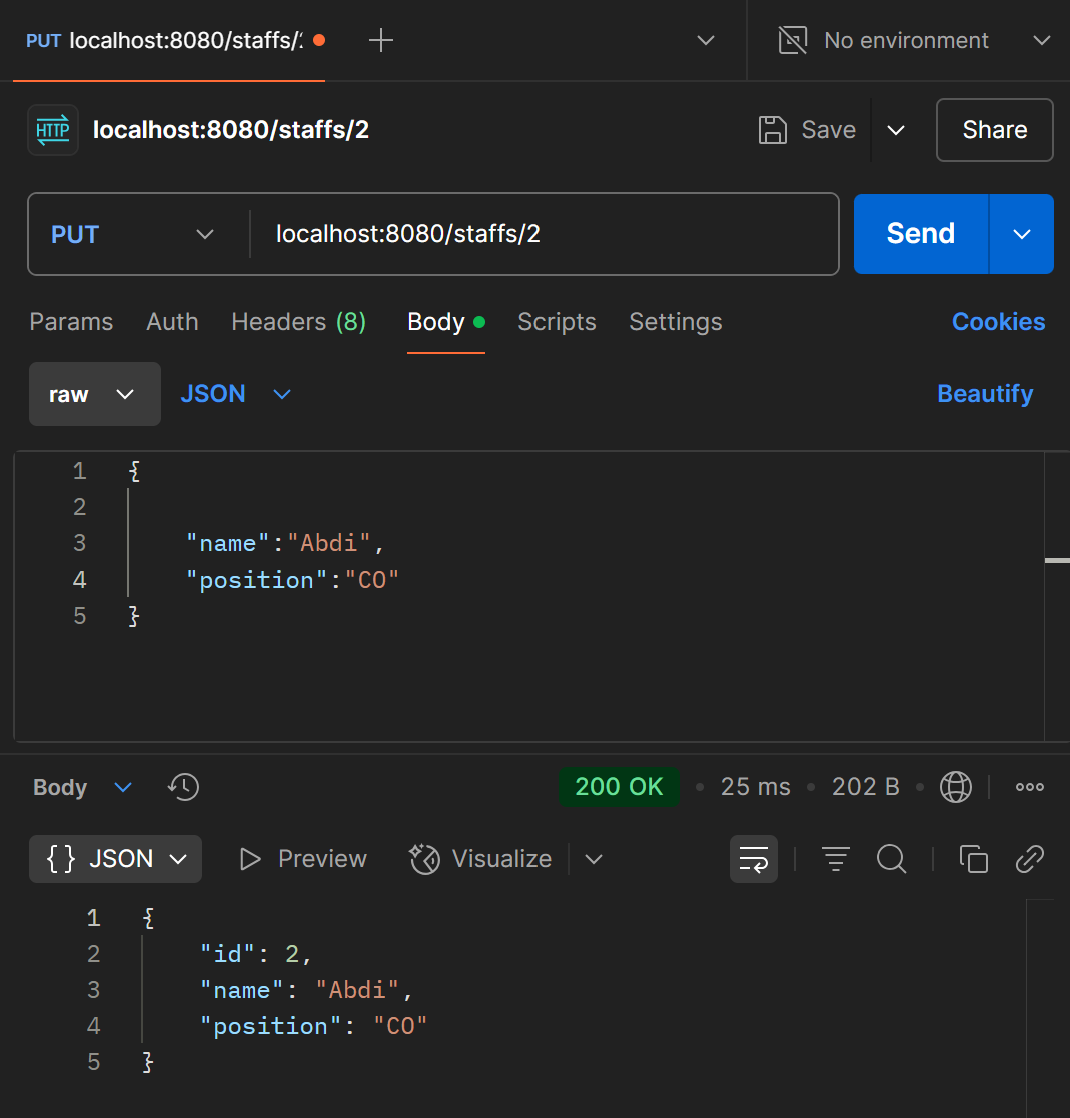 PUT localhost:8080/staffs/2
No environment
HTTP localhost:8080/staffs/2
Save
Share
PUT
localhost:8080/staffs/2
Send
Params Auth Headers (8) Body Scripts Settings Cookies
raw JSON Beautify
1 {
2
3 "name":"Abdi",
4 "position":"CO"
5 }
Body 200 OK • 25 ms • 202 B
{} JSON Preview Visualize
1 {
2 "id": 2,
3 "name": "Abdi",
4 "position": "CO"
5 }